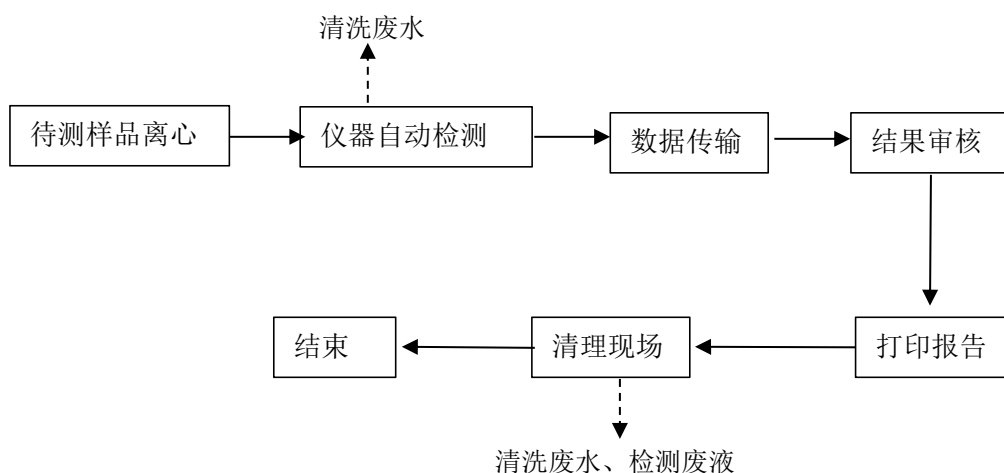 清洗废水
待测样品离心
仪器自动检测
数据传输
结果审核
结束
清理现场
打印报告
清洗废水、检测废液